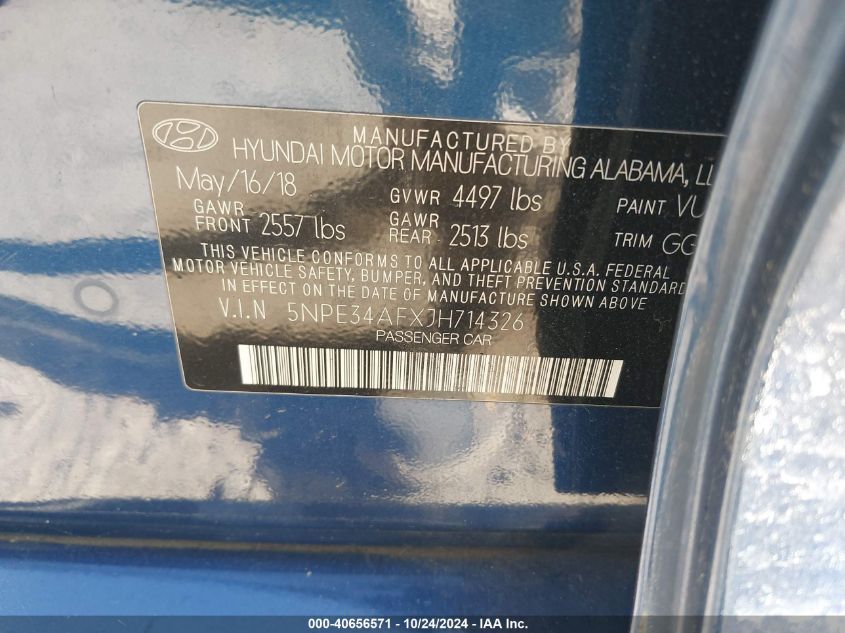 MANUFACTURED BY
HYUNDAI MOTOR MANUFACTURING ALABAMA, LL
May/16/18 GVWR 4497 lbs PAINT VU
GAWR FRONT 2557 lbs GAWR REAR 2513 lbs TRIM GG
THIS VEHICLE CONFORMS TO ALL APPLICABLE U.S.A. FEDERAL
MOTOR VEHICLE SAFETY, BUMPER, AND THEFT PREVENTION STANDARD
IN EFFECT ON THE DATE OF MANUFACTURE SHOWN ABOVE
V.I.N 5NPE34AFXJH714326
PASSENGER CAR
000-40656571 - 10/24/2024 - IAA Inc.